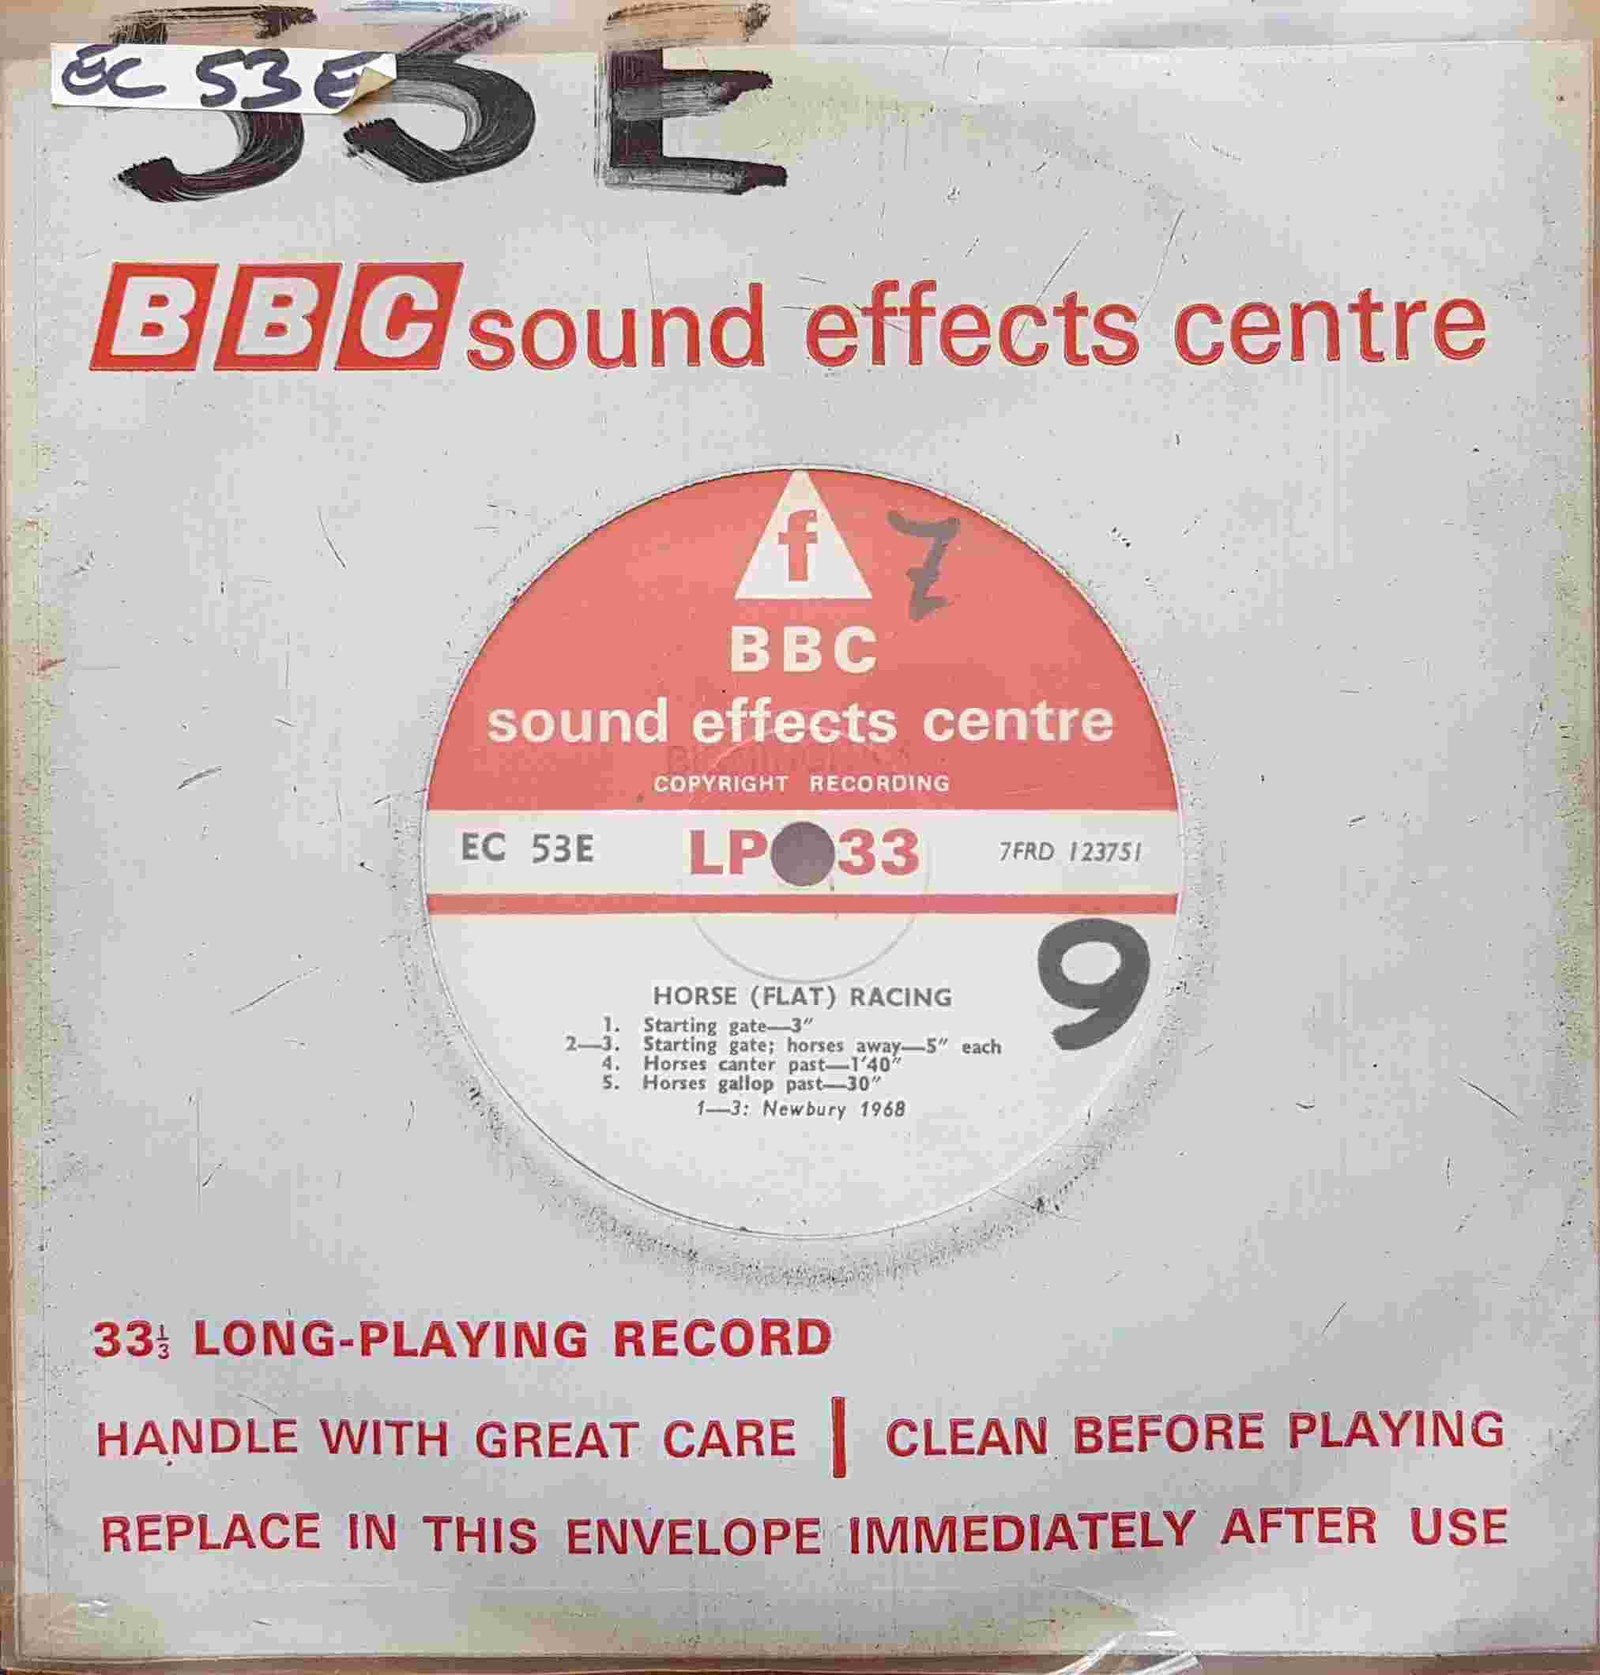 53 E
EC 53 E
BBC sound effects centre
f
7
BBC
sound effects centre
COPYRIGHT RECORDING
EC 53E LP 33 7FRD 123751
9
HORSE (FLAT) RACING
1. Starting gate—3″
2—3. Starting gate; horses away—5″ each
4. Horses canter past—1′40″
5. Horses gallop past—30″
1—3: Newbury 1968
33⅓ LONG-PLAYING RECORD
HANDLE WITH GREAT CARE | CLEAN BEFORE PLAYING
REPLACE IN THIS ENVELOPE IMMEDIATELY AFTER USE